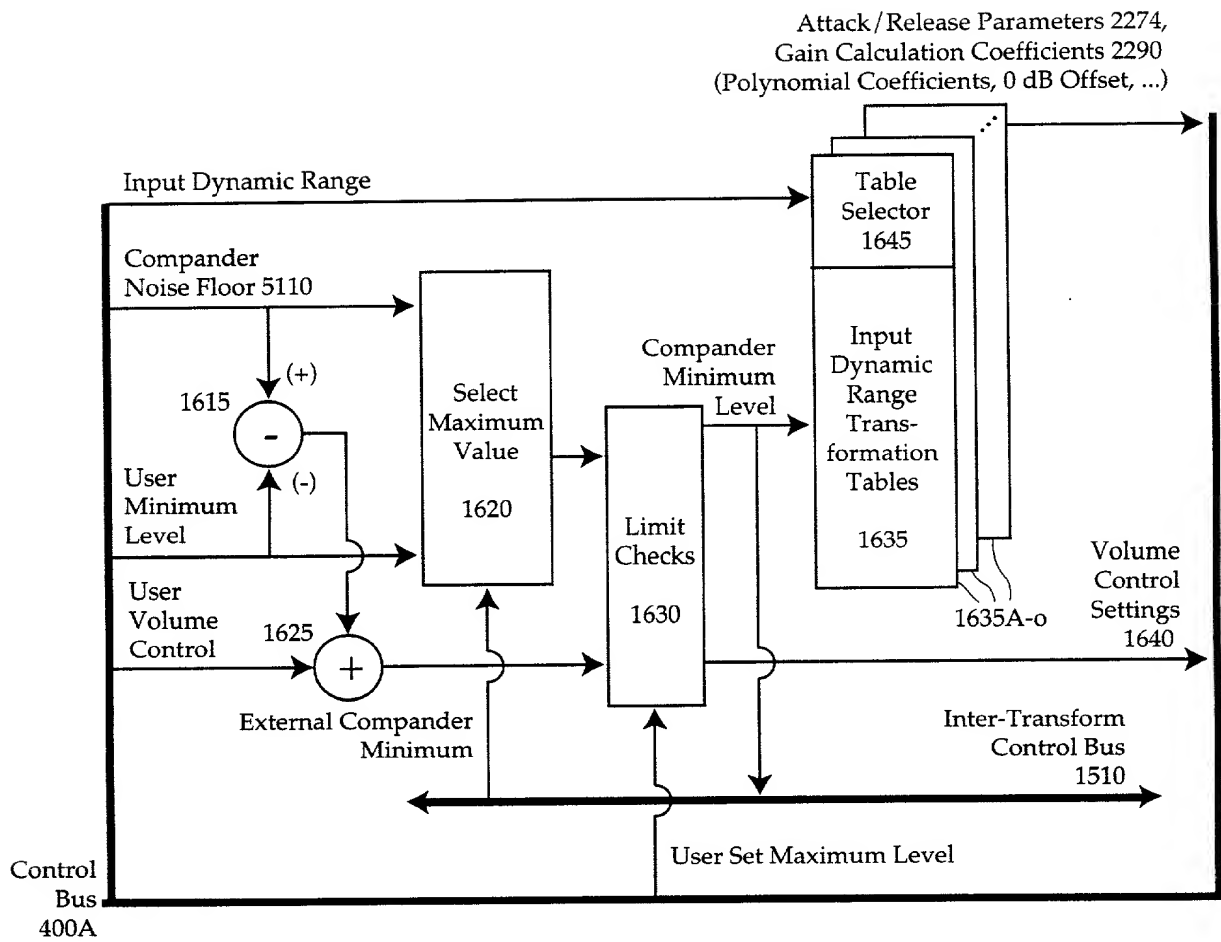 Attack/Release Parameters 2274,
Gain Calculation Coefficients 2290
(Polynomial Coefficients, 0 dB Offset, ...)
Input Dynamic Range
Table
Selector
1645
Compander
Noise Floor 5110
(+)
1615
-
(-)
User
Minimum
Level
Select
Maximum
Value
1620
Compander
Minimum
Level
Input
Dynamic
Range
Trans-
formation
Tables
1635
1635A-o
Limit
Checks
1630
User
Volume
Control
1625
+
External Compander
Minimum
Volume
Control
Settings
1640
Inter-Transform
Control Bus
1510
User Set Maximum Level
Control
Bus
400A